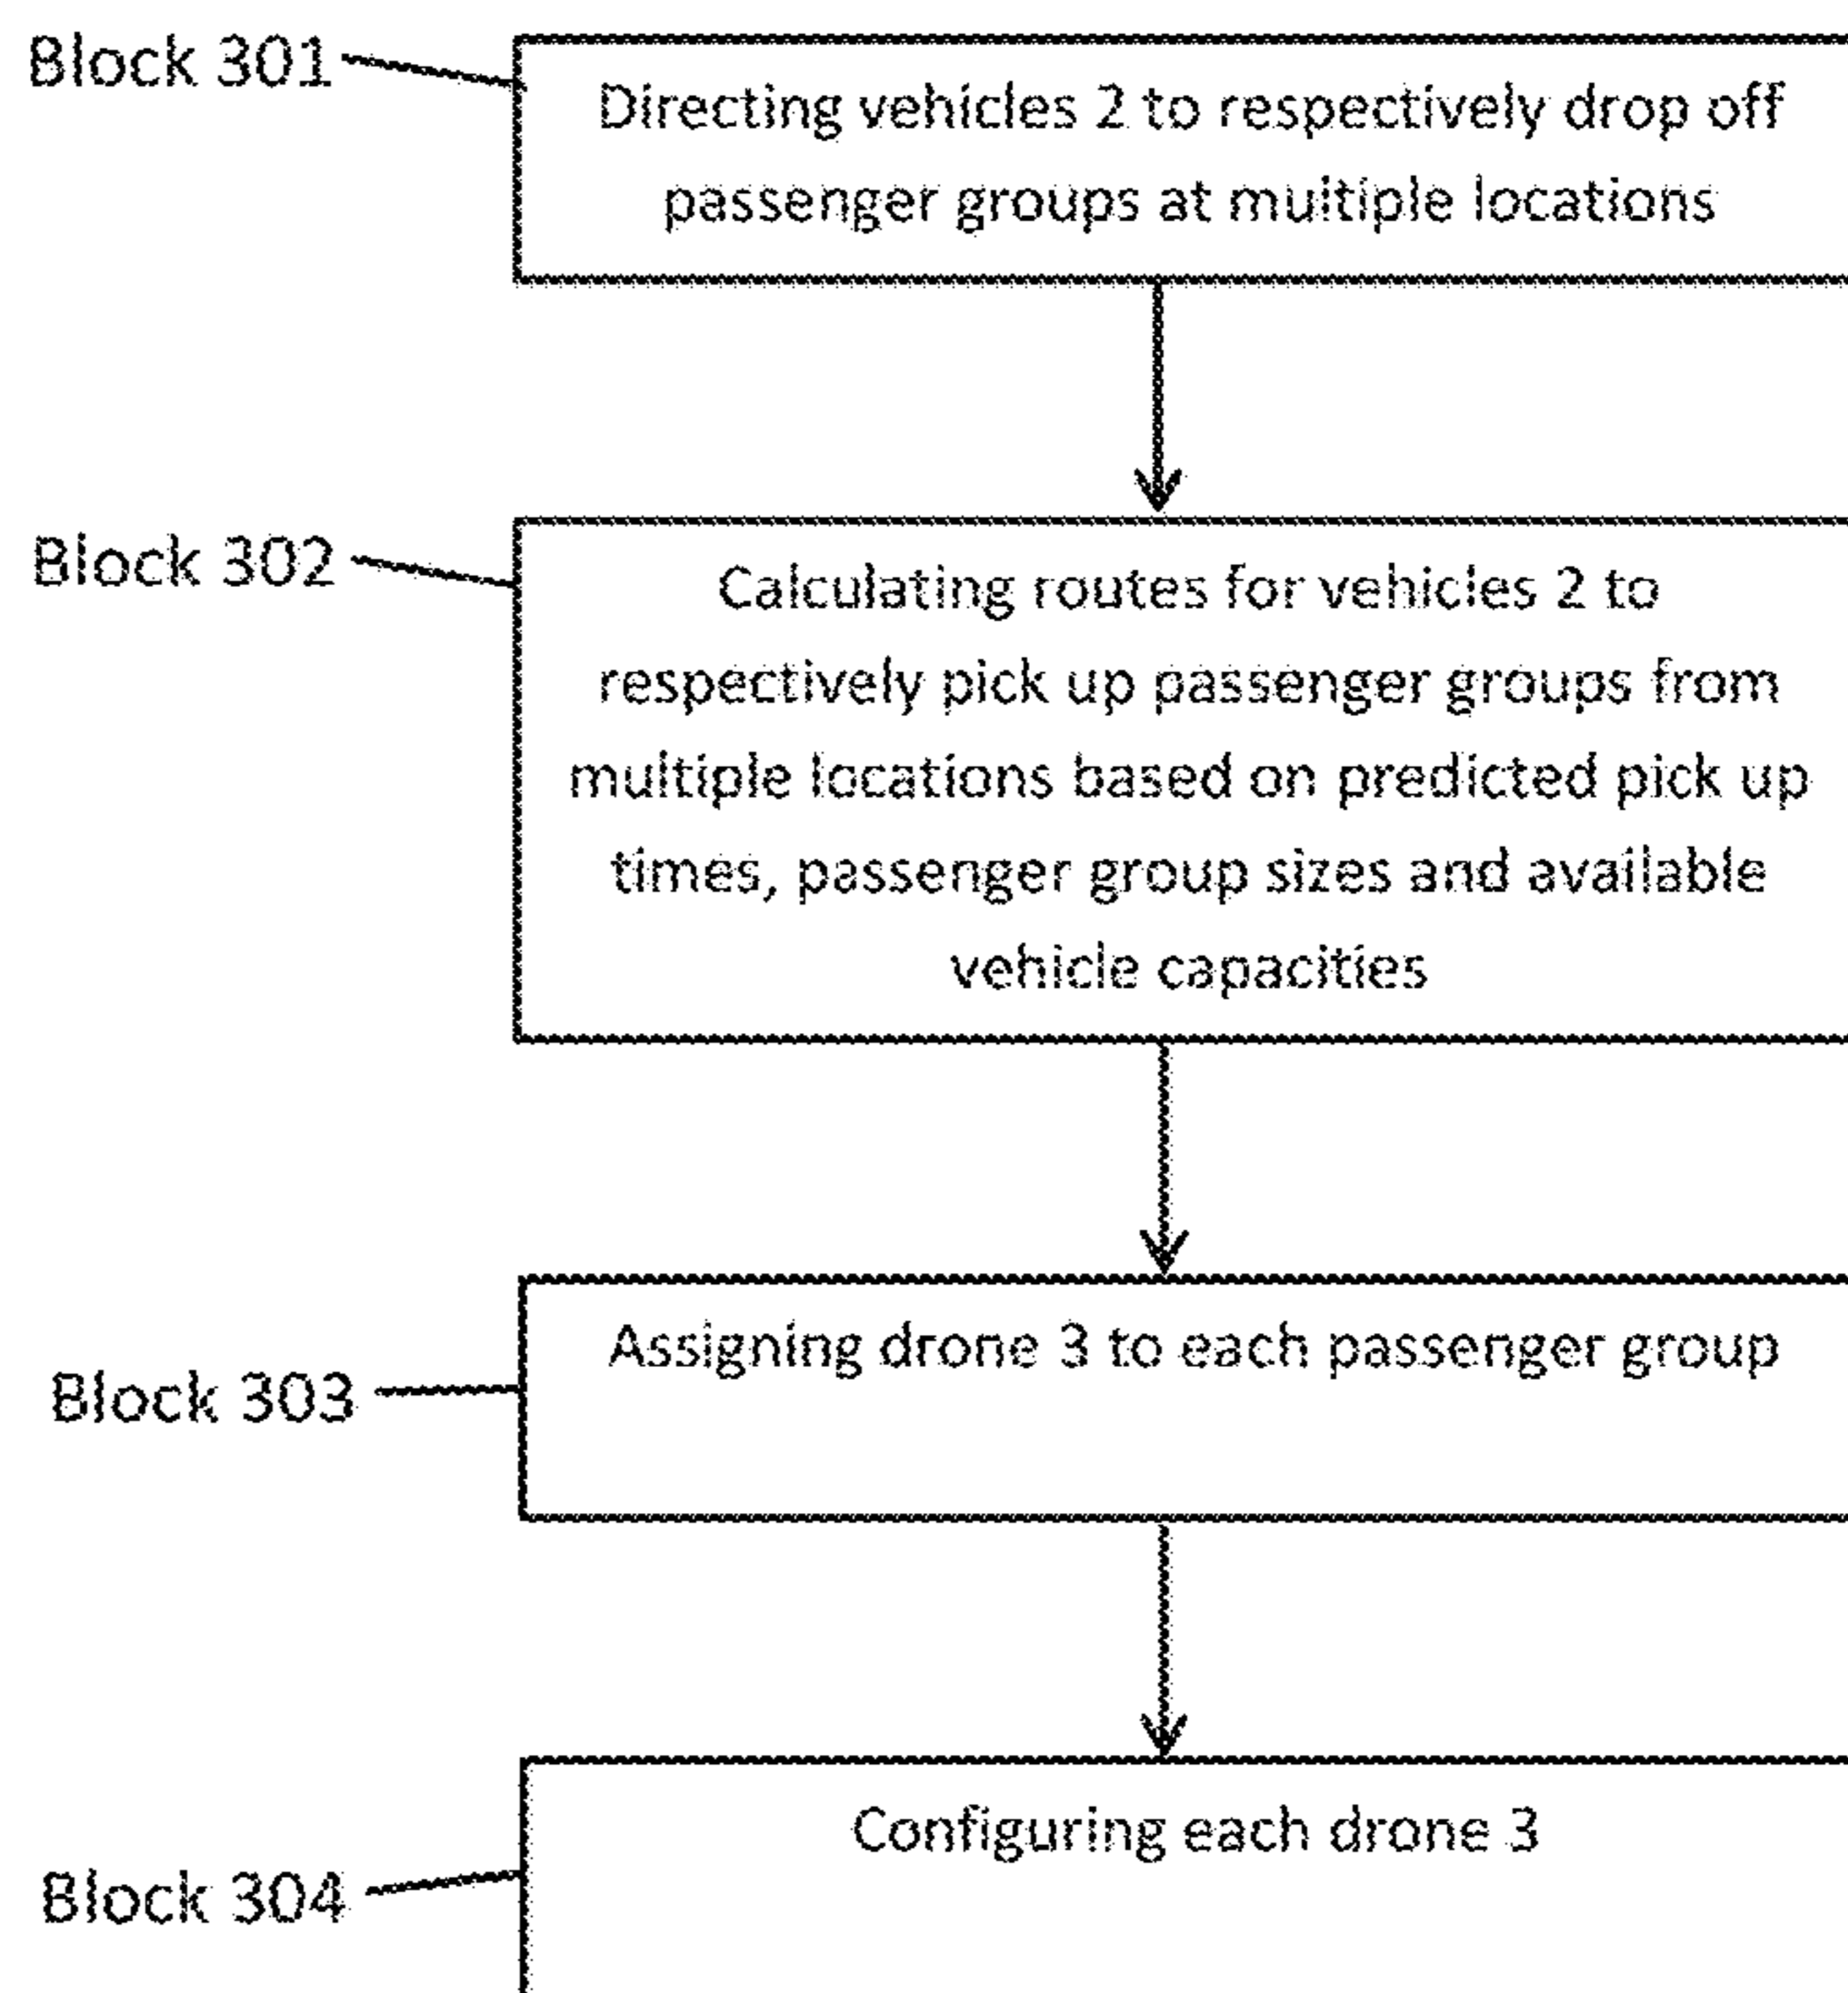 Block 301
Directing vehicles 2 to respectively drop off
passenger groups at multiple locations
Block 302
Calculating routes for vehicles 2 to
respectively pick up passenger groups from
multiple locations based on predicted pick up
times, passenger group sizes and available
vehicle capacities
Block 303
Assigning drone 3 to each passenger group
Block 304
Configuring each drone 3